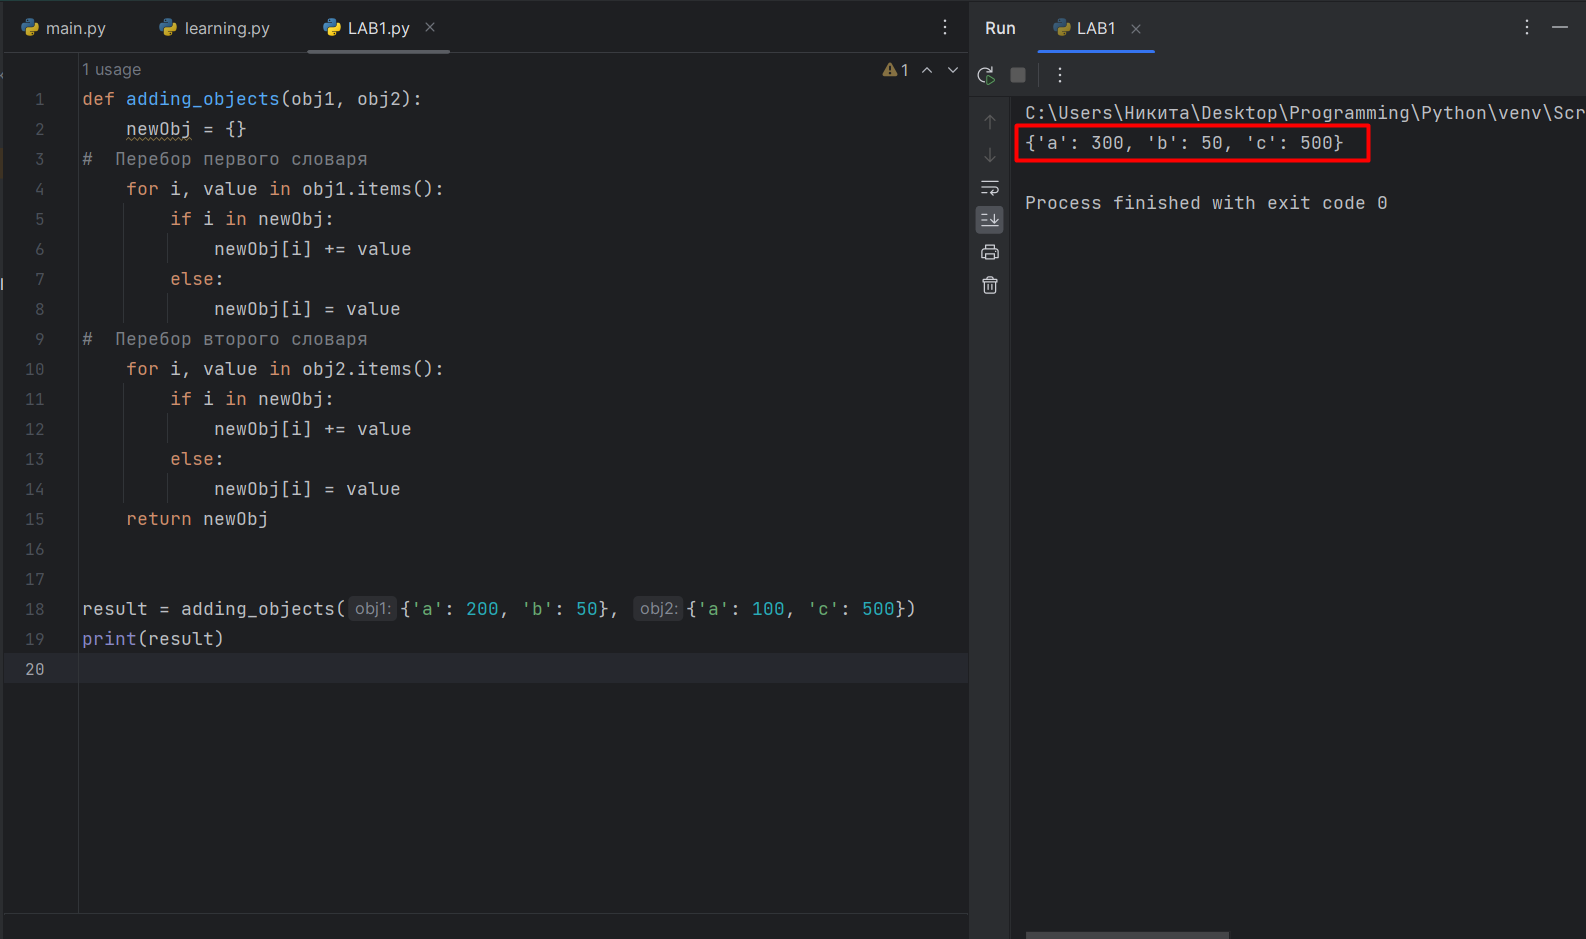 main.py
learning.py
LAB1.py
1 usage
1
1 def adding_objects(obj1, obj2):
2 newObj = {}
3 #  Перебор первого словаря
4 for i, value in obj1.items():
5 if i in newObj:
6 newObj[i] += value
7 else:
8 newObj[i] = value
9 #  Перебор второго словаря
10 for i, value in obj2.items():
11 if i in newObj:
12 newObj[i] += value
13 else:
14 newObj[i] = value
15 return newObj
16
17
18 result = adding_objects( obj1: {'a': 200, 'b': 50}, obj2: {'a': 100, 'c': 500})
19 print(result)
20
Run
LAB1
C:\Users\Никита\Desktop\Programming\Python\venv\Scr
{'a': 300, 'b': 50, 'c': 500}
Process finished with exit code 0